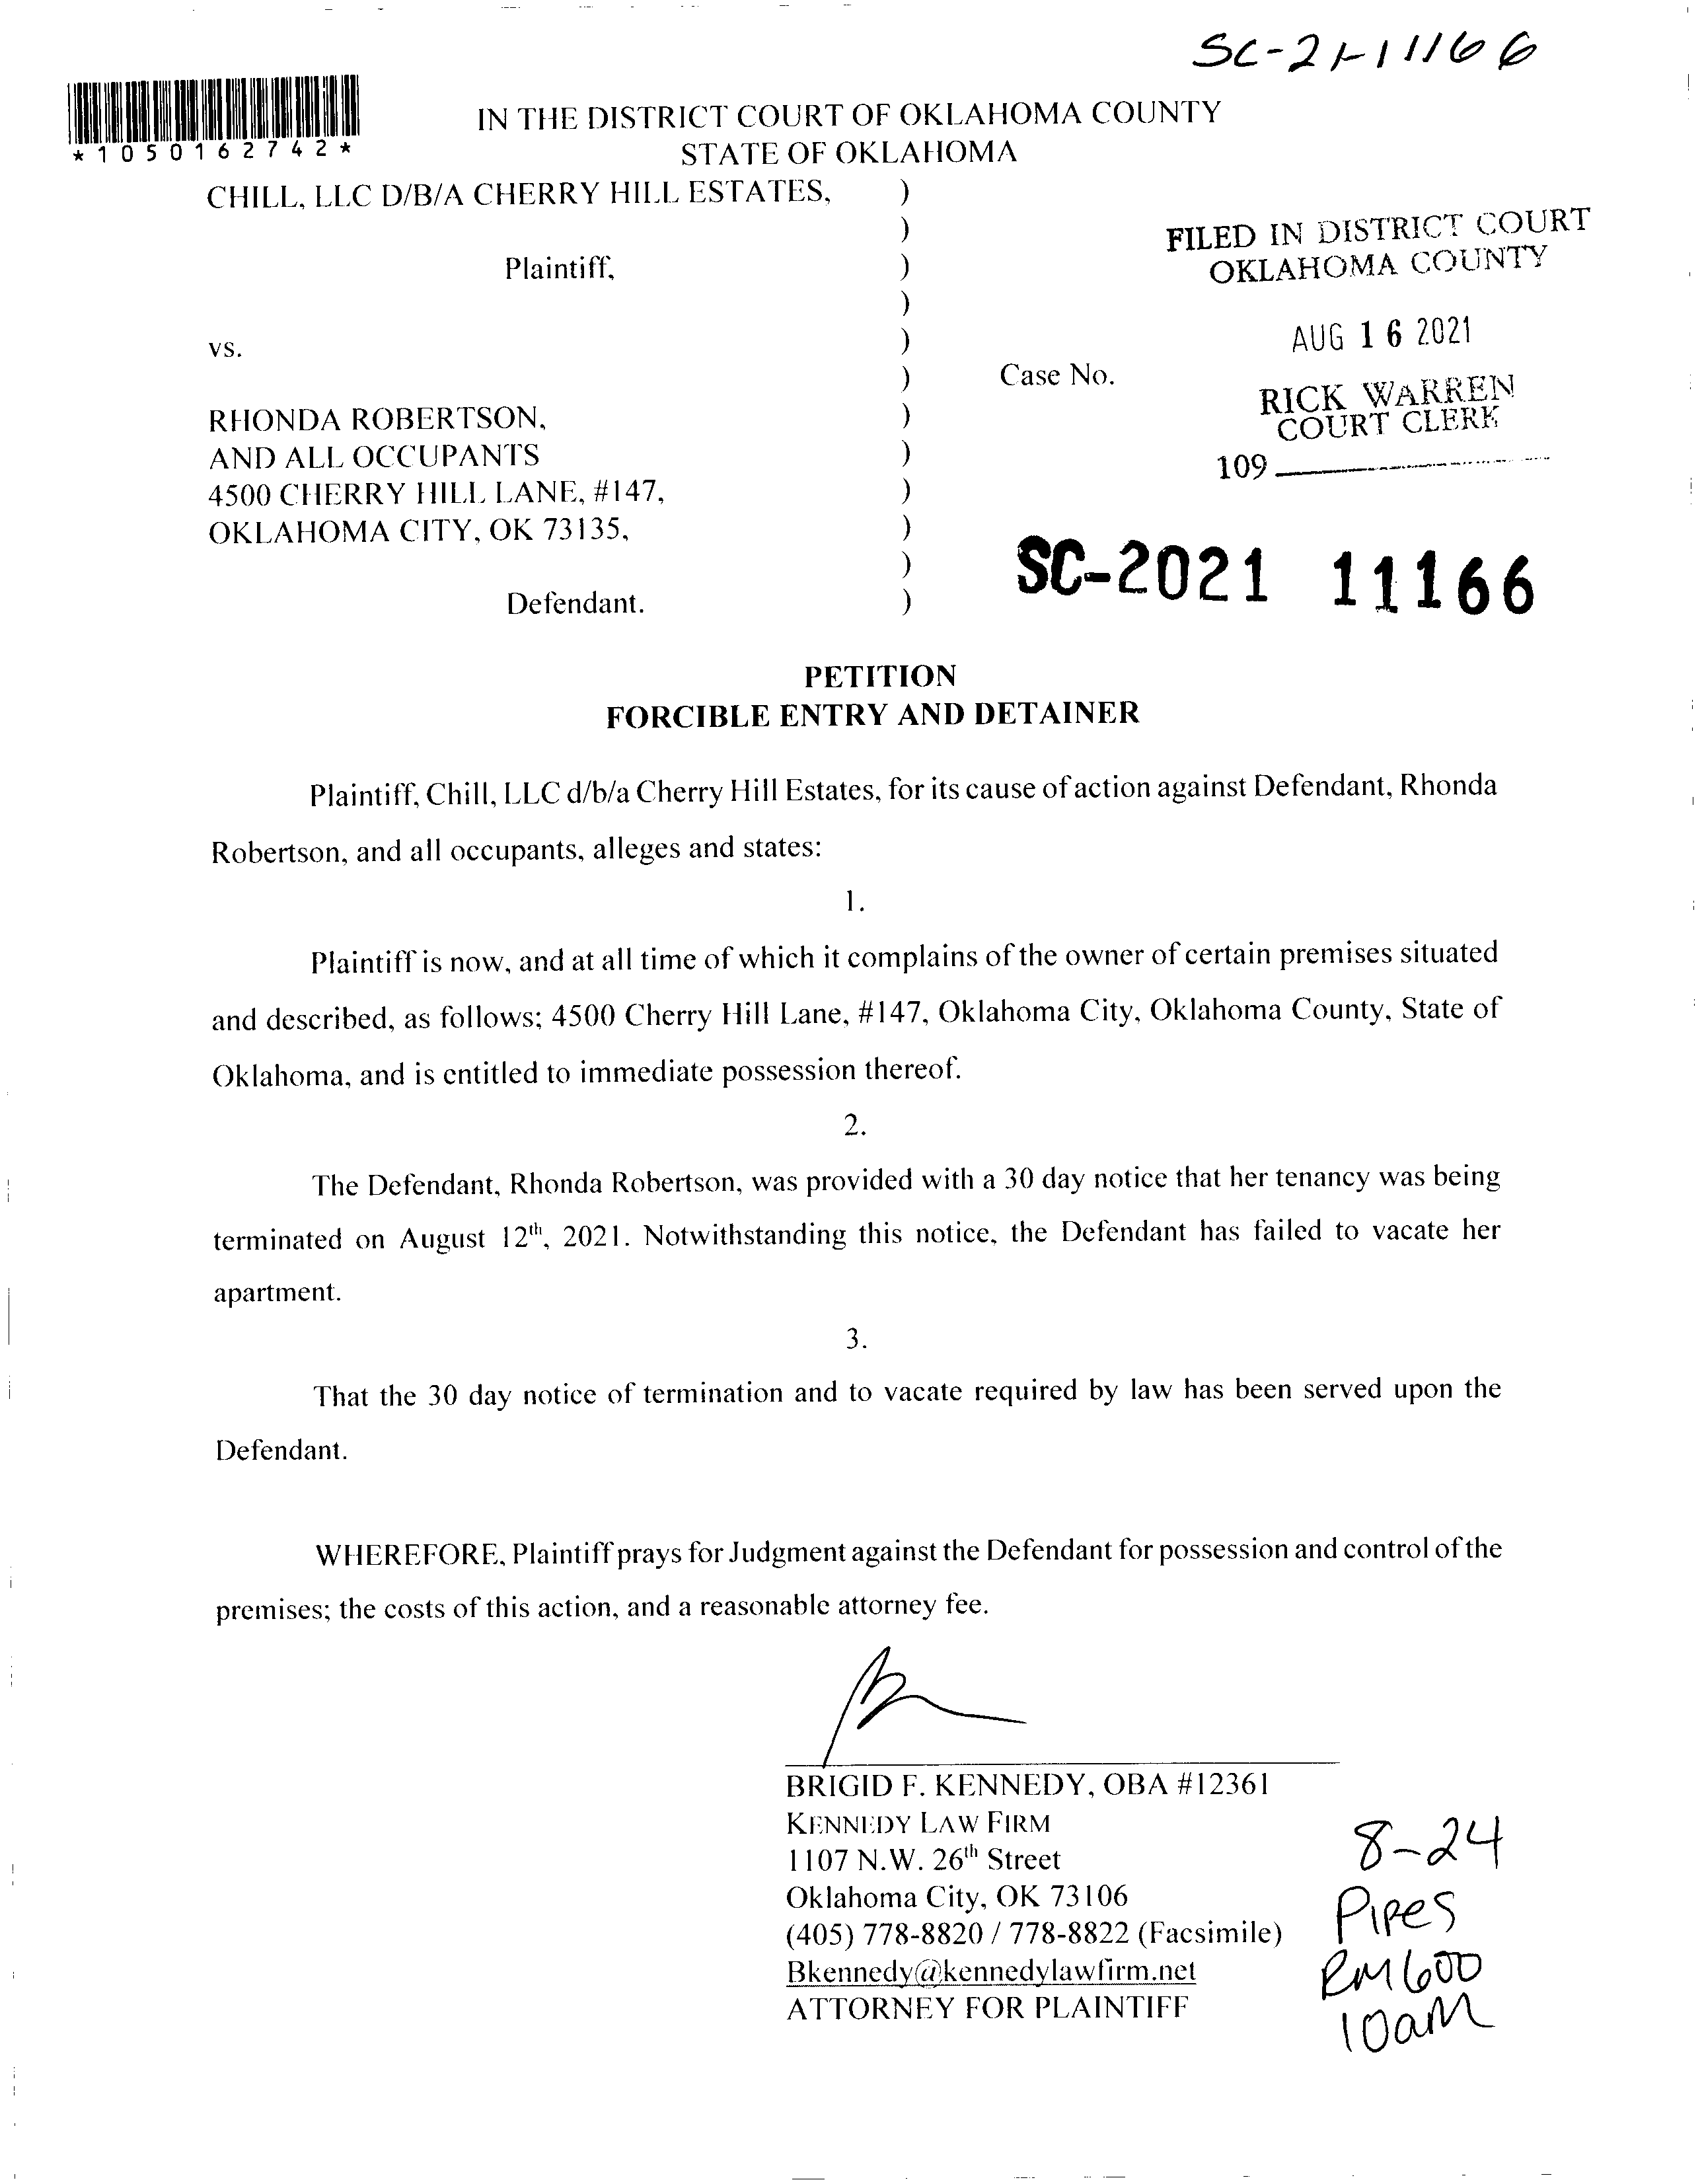 SC-21-11166
*1050162742*
IN THE DISTRICT COURT OF OKLAHOMA COUNTY
STATE OF OKLAHOMA
CHILL, LLC D/B/A CHERRY HILL ESTATES, )
)
Plaintiff, )
)
vs. )
)
RHONDA ROBERTSON, )
AND ALL OCCUPANTS )
4500 CHERRY HILL LANE, #147, )
OKLAHOMA CITY, OK 73135, )
)
Defendant. )
FILED IN DISTRICT COURT
OKLAHOMA COUNTY
AUG 16 2021
Case No.
RICK WARREN
COURT CLERK
109
SC-2021 11166
PETITION
FORCIBLE ENTRY AND DETAINER
Plaintiff, Chill, LLC d/b/a Cherry Hill Estates, for its cause of action against Defendant, Rhonda
Robertson, and all occupants, alleges and states:
1.
Plaintiff is now, and at all time of which it complains of the owner of certain premises situated
and described, as follows; 4500 Cherry Hill Lane, #147, Oklahoma City, Oklahoma County, State of
Oklahoma, and is entitled to immediate possession thereof.
2.
The Defendant, Rhonda Robertson, was provided with a 30 day notice that her tenancy was being
terminated on August 12th, 2021. Notwithstanding this notice, the Defendant has failed to vacate her
apartment.
3.
That the 30 day notice of termination and to vacate required by law has been served upon the
Defendant.
WHEREFORE, Plaintiff prays for Judgment against the Defendant for possession and control of the
premises; the costs of this action, and a reasonable attorney fee.
BRIGID F. KENNEDY, OBA #12361
KENNEDY LAW FIRM
1107 N.W. 26th Street
Oklahoma City, OK 73106
(405) 778-8820 / 778-8822 (Facsimile)
Bkennedy@kennedylawfirm.net
ATTORNEY FOR PLAINTIFF
8-24
Pipes
RM 600
10am